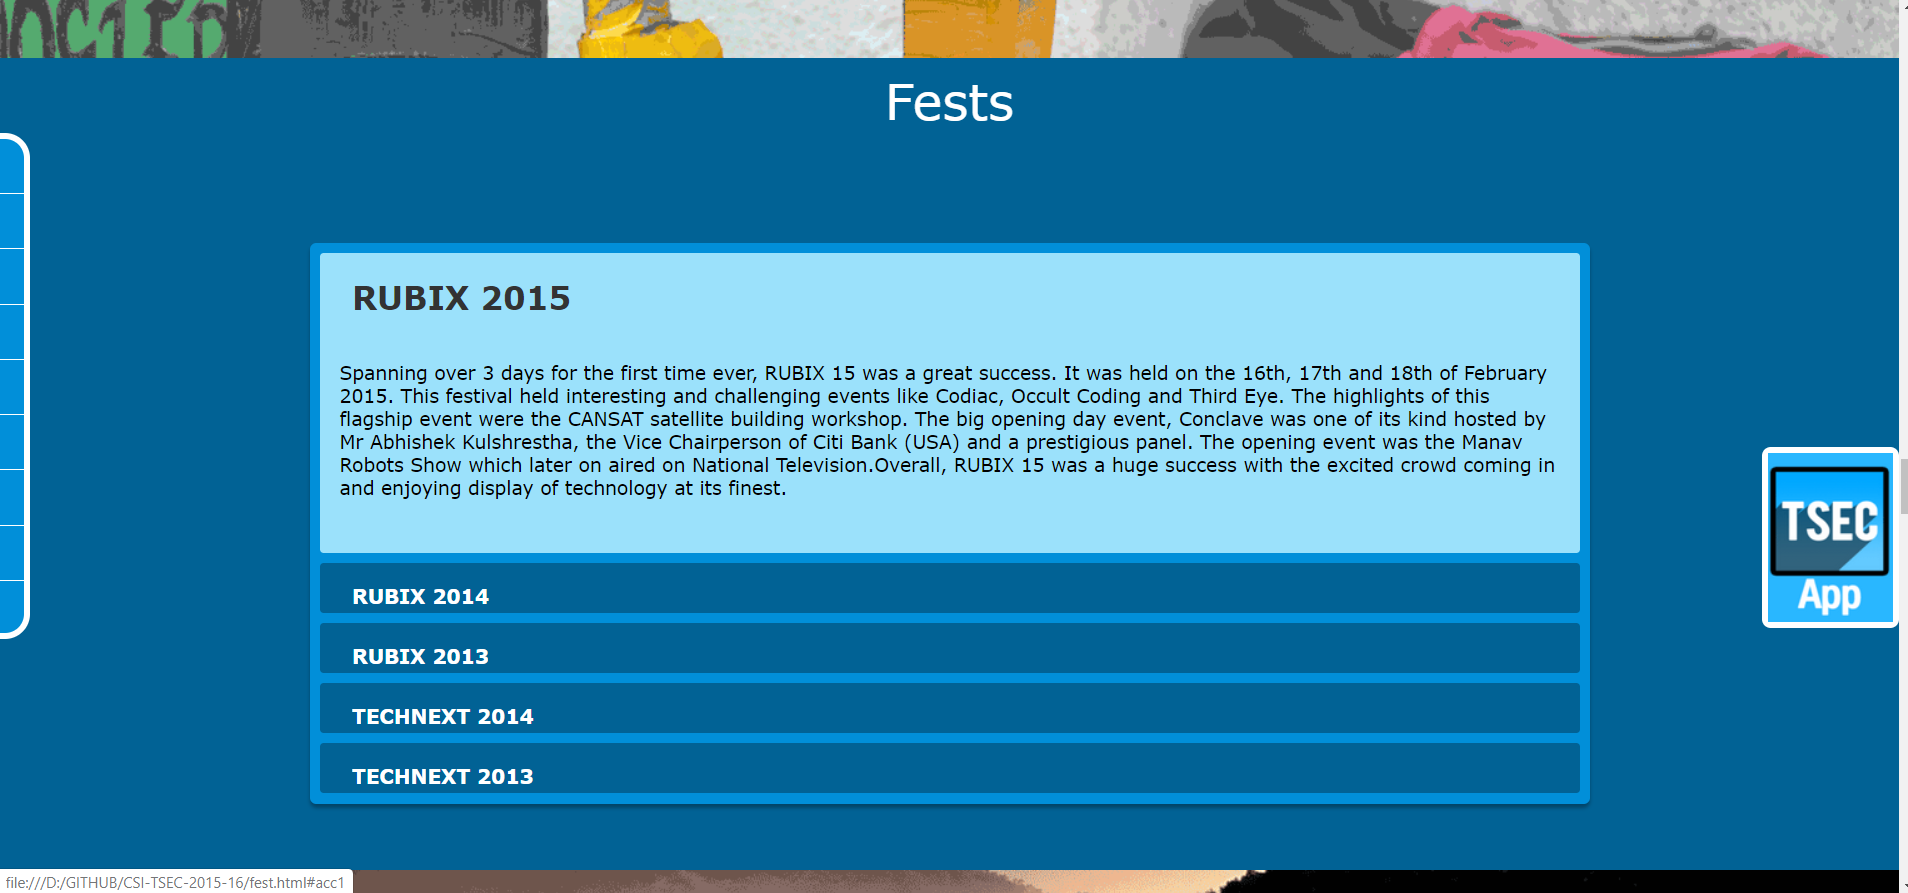 Fests
RUBIX 2015
Spanning over 3 days for the first time ever, RUBIX 15 was a great success. It was held on the 16th, 17th and 18th of February
2015. This festival held interesting and challenging events like Codiac, Occult Coding and Third Eye. The highlights of this
flagship event were the CANSAT satellite building workshop. The big opening day event, Conclave was one of its kind hosted by
Mr Abhishek Kulshrestha, the Vice Chairperson of Citi Bank (USA) and a prestigious panel. The opening event was the Manav
Robots Show which later on aired on National Television.Overall, RUBIX 15 was a huge success with the excited crowd coming in
and enjoying display of technology at its finest.
TSEC
App
RUBIX 2014
RUBIX 2013
TECHNEXT 2014
TECHNEXT 2013
file:///D:/GITHUB/CSI-TSEC-2015-16/fest.html#acc1